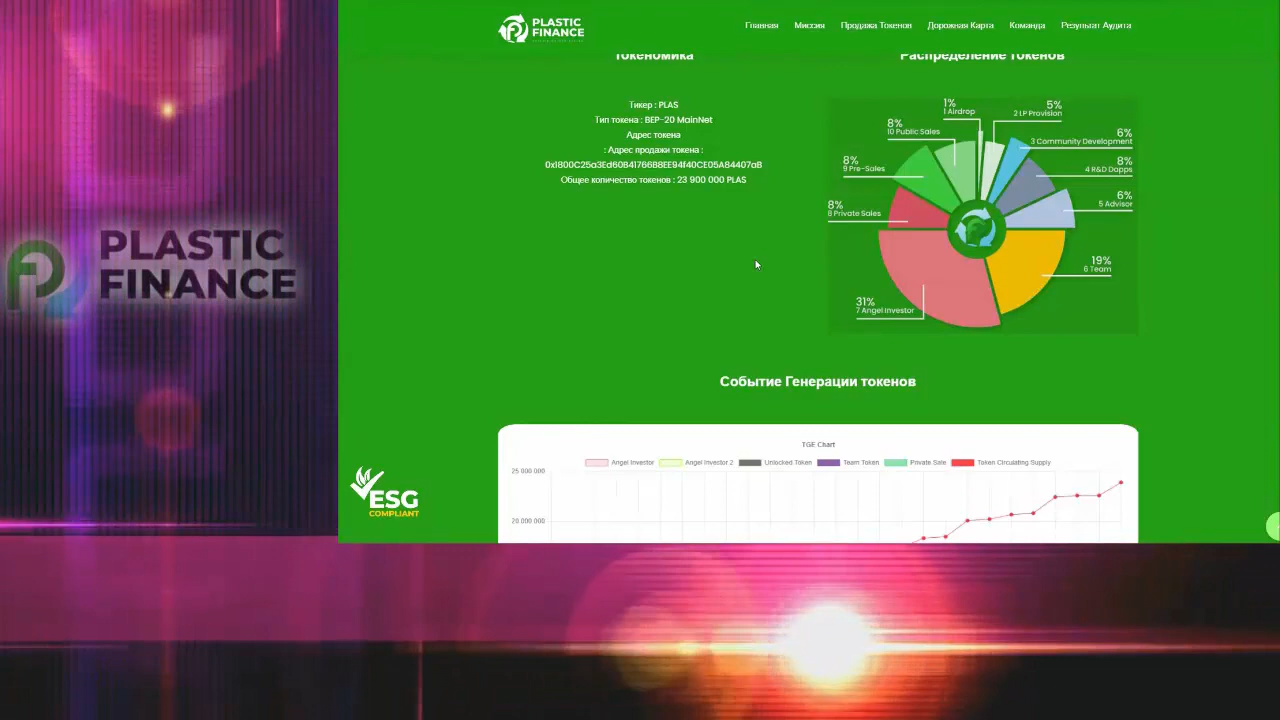 PLASTIC
FINANCE
Главная
Миссия
Продажа Токенов
Дорожная Карта
Команда
Результат Аудита
Токеномика
Распределение токенов
Тикер : PLAS
Тип токена : BEP-20 MainNet
Адрес токена
: Адрес продажи токена :
0x1800C25a3Ed60B41766B8EE94f40CE05A84407aB
Общее количество токенов : 23 900 000 PLAS
1%
1 Airdrop
5%
2 LP Provision
8%
10 Public Sales
6%
3 Community Development
8%
9 Pre-Sales
8%
4 R&D Dapps
8%
8 Private Sales
6%
5 Advisor
19%
6 Team
31%
7 Angel Investor
PLASTIC
FINANCE
Событие Генерации токенов
TGE Chart
Angel Investor
Angel Investor 2
Unlocked Token
Team Token
Private Sale
Token Circulating Supply
25 000 000
20 000 000
ESG
COMPLIANT